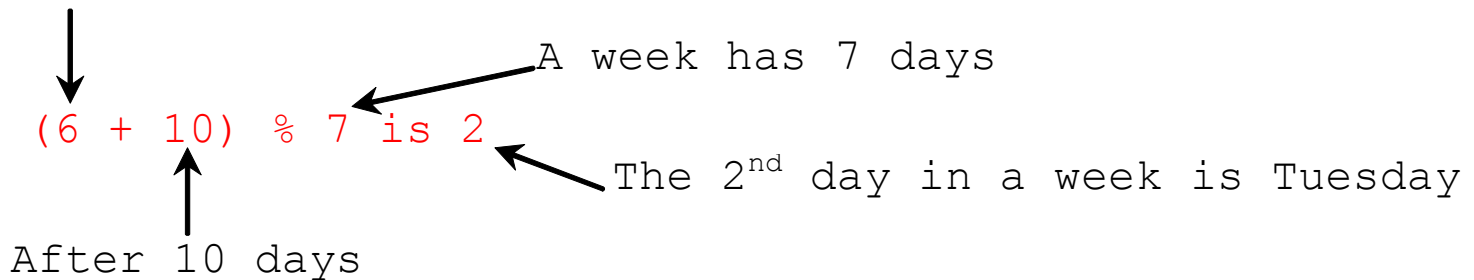 A week has 7 days
(6 + 10) % 7 is 2
The 2nd day in a week is Tuesday
After 10 days